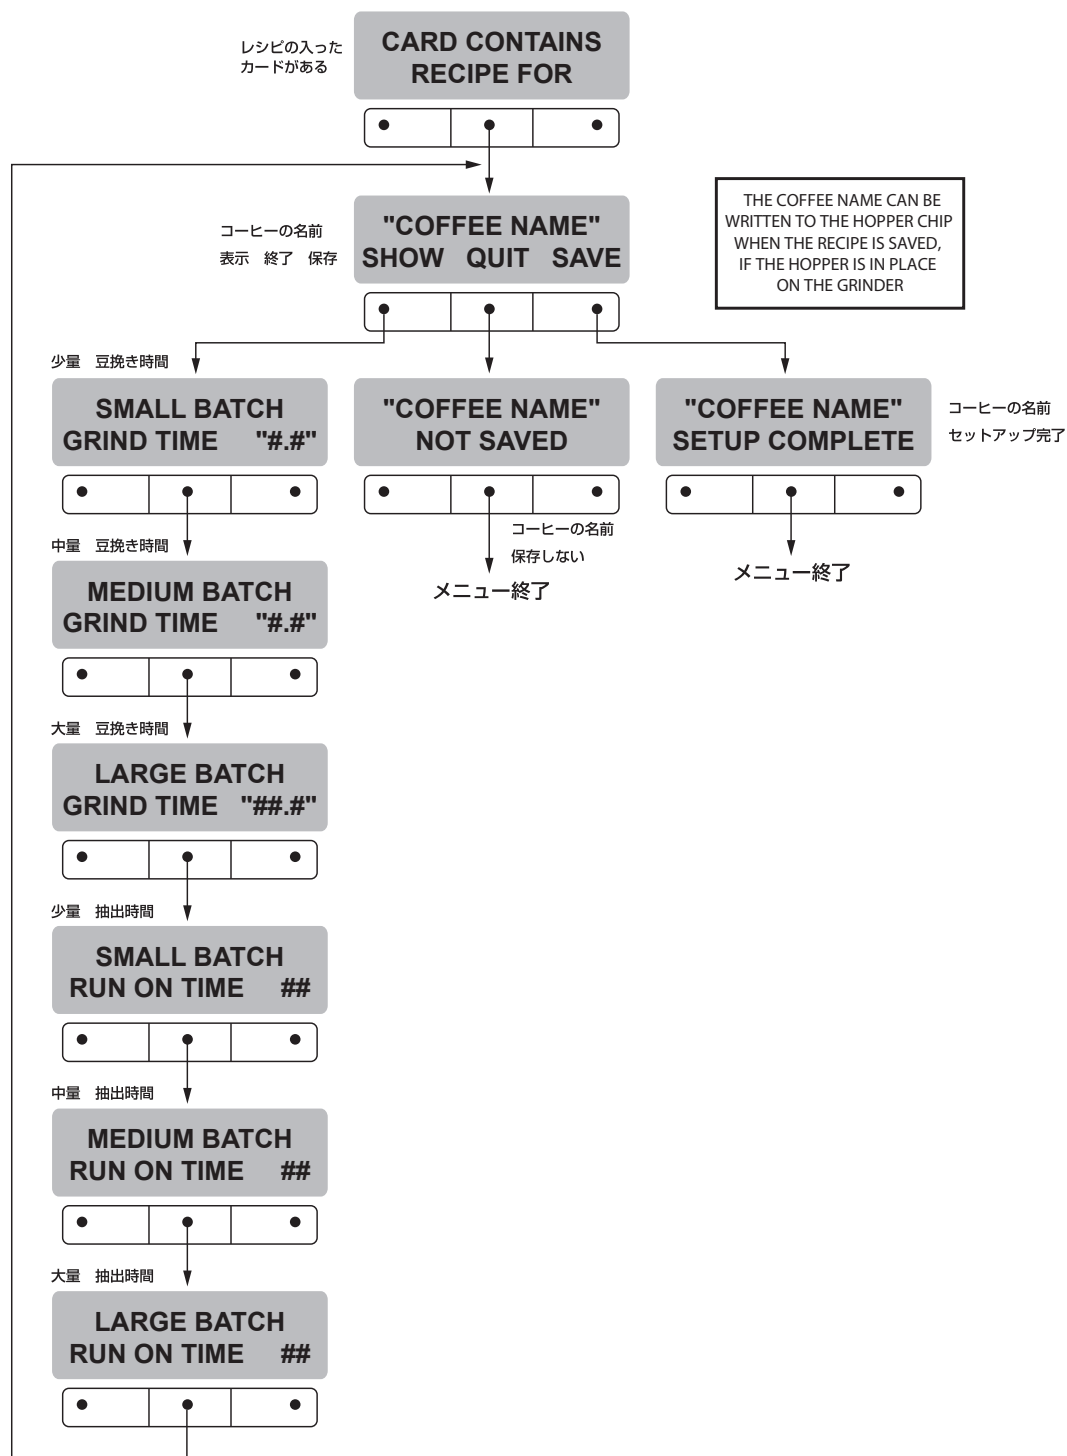 レシピの入った
カードがある
CARD CONTAINS
RECIPE FOR
コーヒーの名前
表示 終了 保存
"COFFEE NAME"
SHOW QUIT SAVE
THE COFFEE NAME CAN BE
WRITTEN TO THE HOPPER CHIP
WHEN THE RECIPE IS SAVED,
IF THE HOPPER IS IN PLACE
ON THE GRINDER
少量 豆挽き時間
SMALL BATCH
GRIND TIME "#.#"
"COFFEE NAME"
NOT SAVED
"COFFEE NAME"
SETUP COMPLETE
コーヒーの名前
セットアップ完了
コーヒーの名前
保存しない
メニュー終了
メニュー終了
中量 豆挽き時間
MEDIUM BATCH
GRIND TIME "#.#"
大量 豆挽き時間
LARGE BATCH
GRIND TIME "##.#"
少量 抽出時間
SMALL BATCH
RUN ON TIME ##
中量 抽出時間
MEDIUM BATCH
RUN ON TIME ##
大量 抽出時間
LARGE BATCH
RUN ON TIME ##